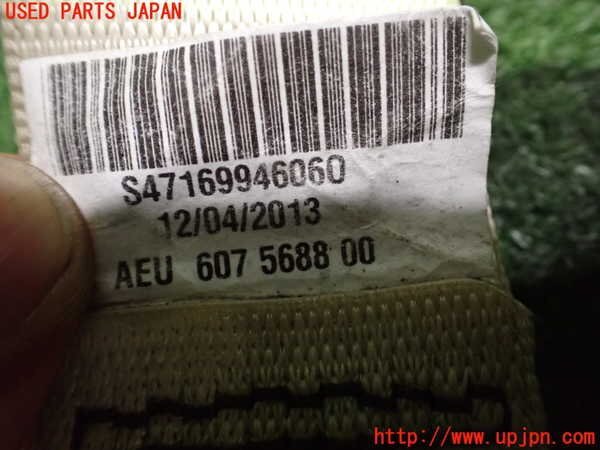 USED PARTS JAPAN
S47169946060
12/04/2013
AEU 607 5688 00
http://www.upjpn.com/